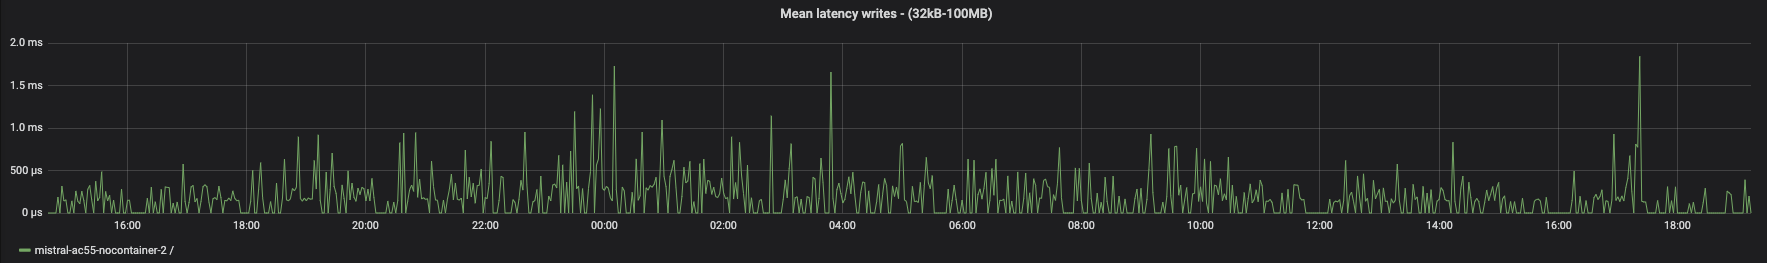 Mean latency writes - (32kB-100MB)
2.0 ms
1.5 ms
1.0 ms
500 µs
0 µs
16:00 18:00 20:00 22:00 00:00 02:00 04:00 06:00 08:00 10:00 12:00 14:00 16:00 18:00
mistral-ac55-nocontainer-2 /